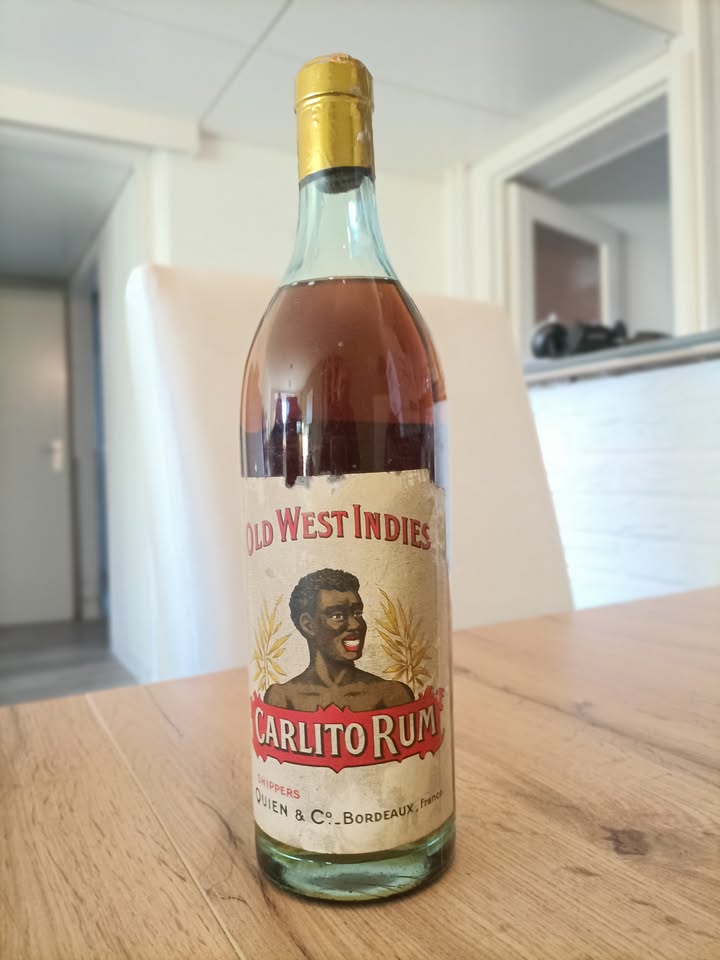 OLD WEST INDIES
CARLITO RUM
SHIPPERS
QUIEN & Cº_BORDEAUX, France